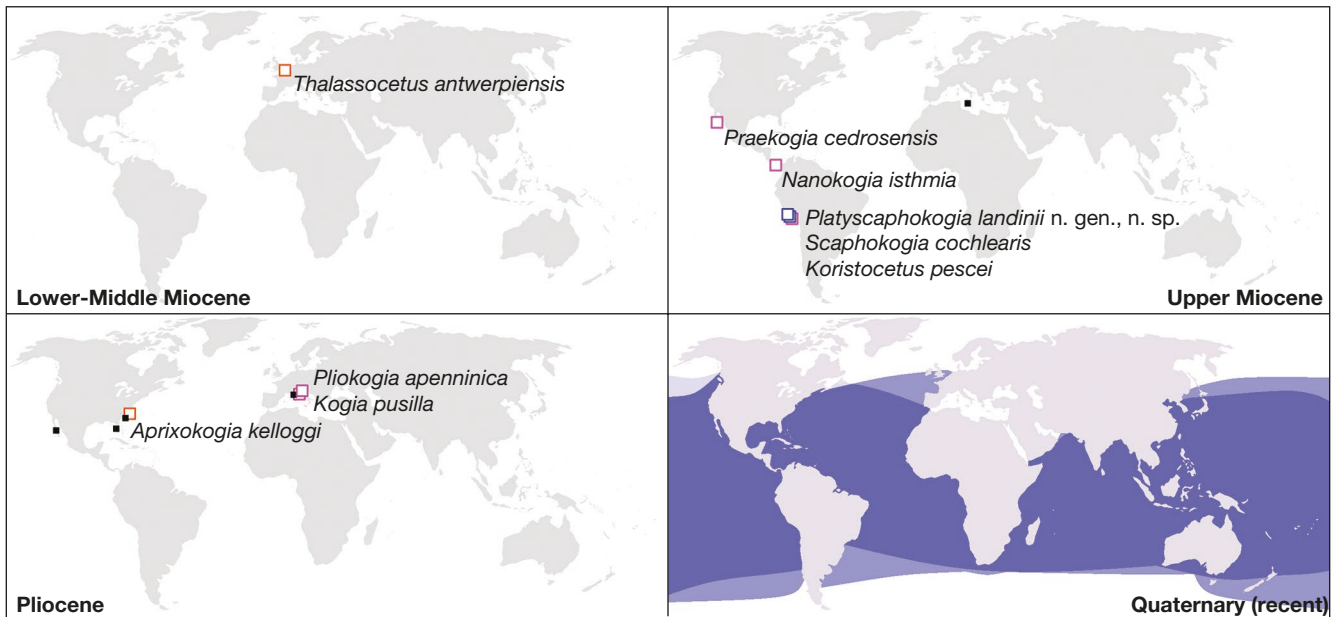 Thalassocetus antwerpiensis
Lower-Middle Miocene
Praekogia cedrosensis
Nanokogia isthmia
Platyscaphokogia landinii n. gen., n. sp.
Scaphokogia cochlearis
Koristocetus pescei
Upper Miocene
Pliokogia apenninica
Kogia pusilla
Aprixokogia kelloggi
Pliocene
Quaternary (recent)